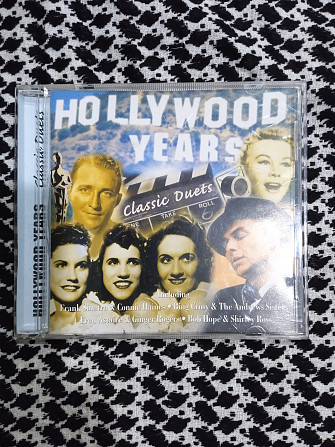 HOLLYWOOD
YEARS
Classic Duets
TAKE
ROLL
Including
Frank Sinatra & Connie Haines • Bing Crosby & The Andrews Sisters
Fred Astaire & Ginger Rogers • Bob Hope & Shirley Ross
HOLLYWOOD YEARS Classic Duets